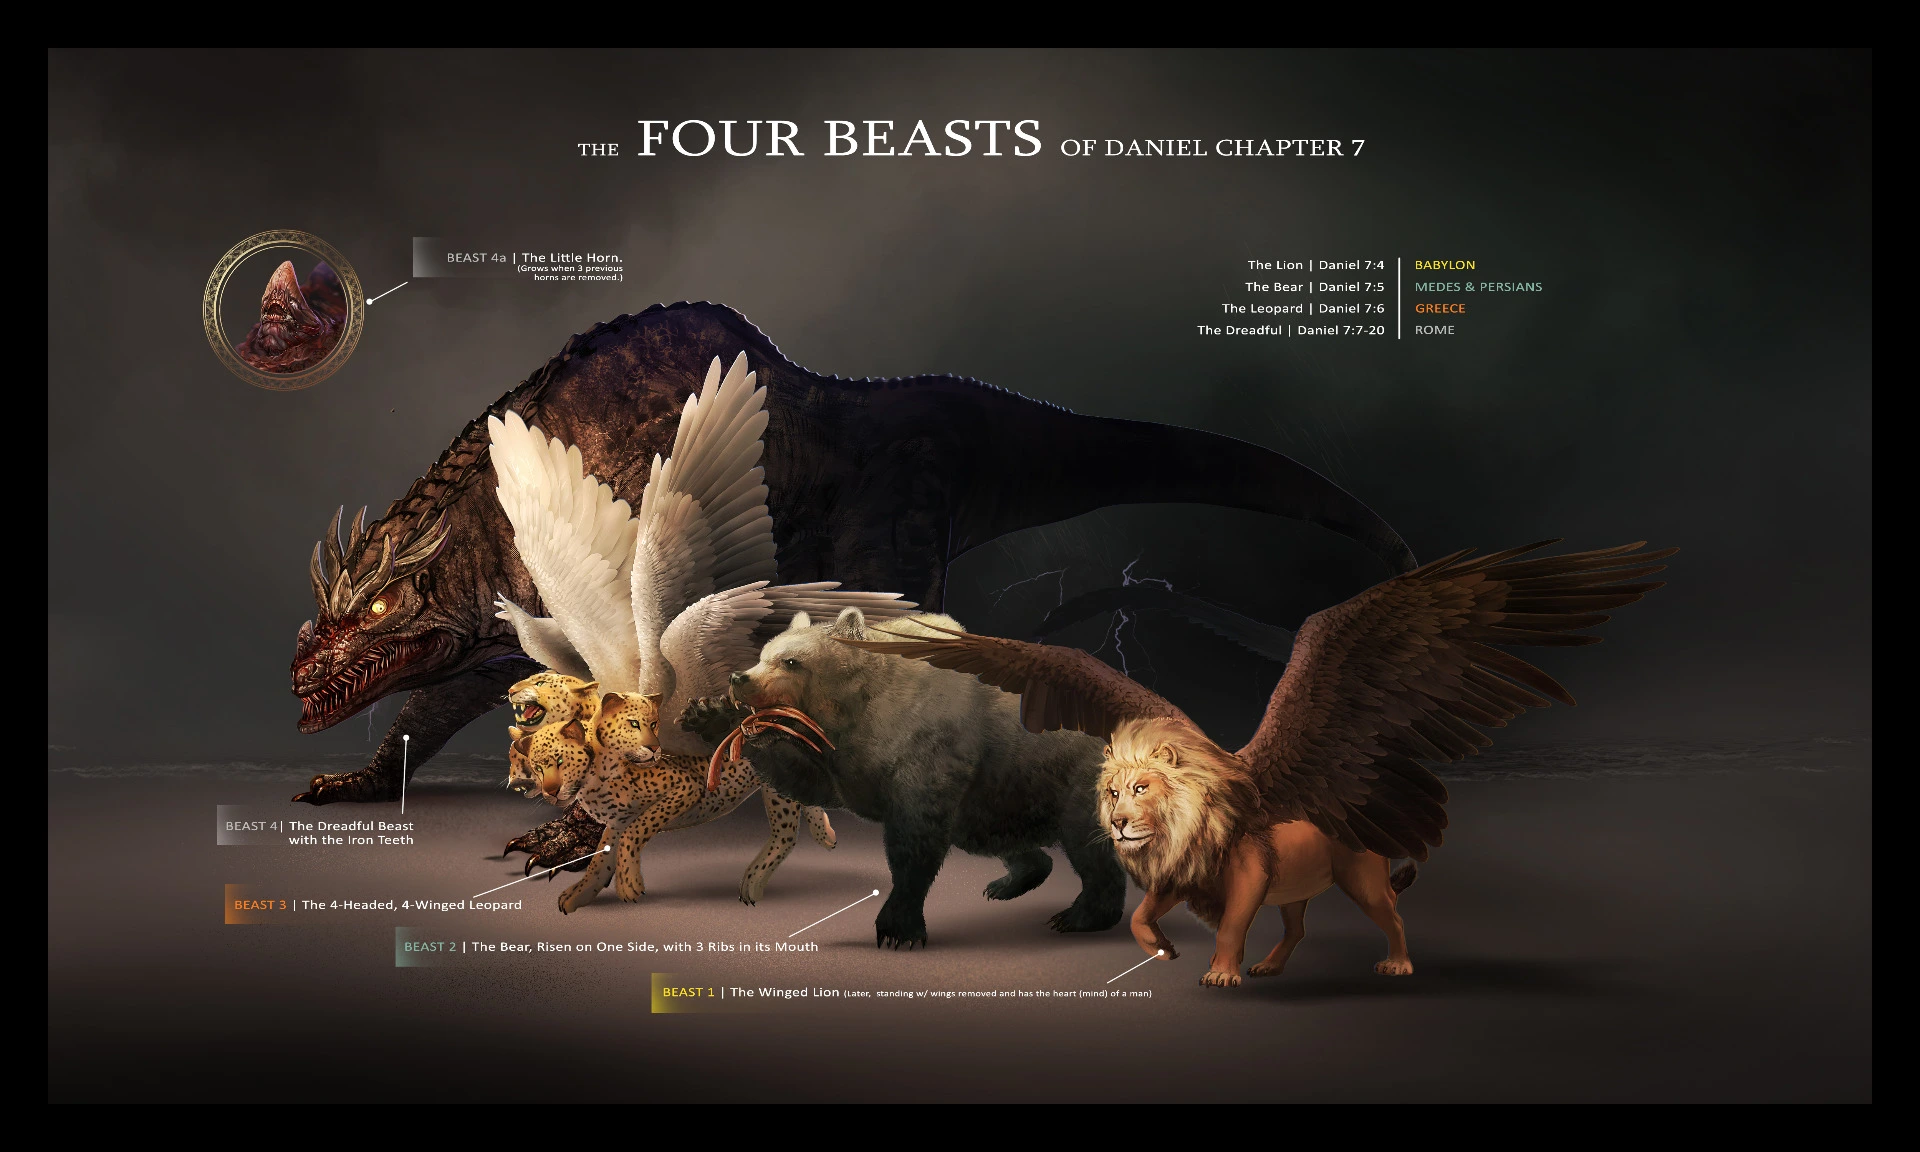 THE FOUR BEASTS OF DANIEL CHAPTER 7
BEAST 4a | The Little Horn.
(Grows when 3 previous
horns are removed.)
The Lion | Daniel 7:4 | BABYLON
The Bear | Daniel 7:5 | MEDES & PERSIANS
The Leopard | Daniel 7:6 | GREECE
The Dreadful | Daniel 7:7-20 | ROME
BEAST 4 | The Dreadful Beast
with the Iron Teeth
BEAST 3 | The 4-Headed, 4-Winged Leopard
BEAST 2 | The Bear, Risen on One Side, with 3 Ribs in its Mouth
BEAST 1 | The Winged Lion (Later, standing w/ wings removed and has the heart (mind) of a man)